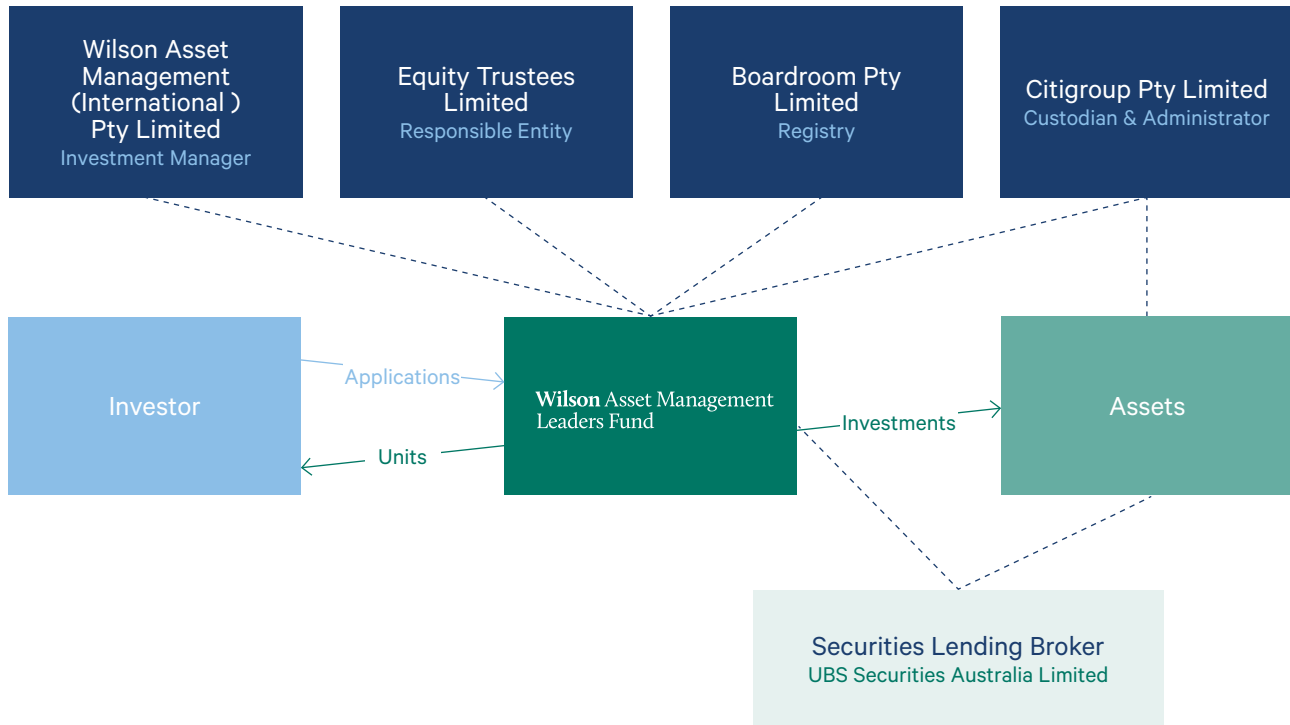 Wilson Asset
Management
(International )
Pty Limited
Investment Manager
Equity Trustees
Limited
Responsible Entity
Boardroom Pty
Limited
Registry
Citigroup Pty Limited
Custodian & Administrator
Investor
Applications
Units
Wilson Asset Management
Leaders Fund
Investments
Assets
Securities Lending Broker
UBS Securities Australia Limited